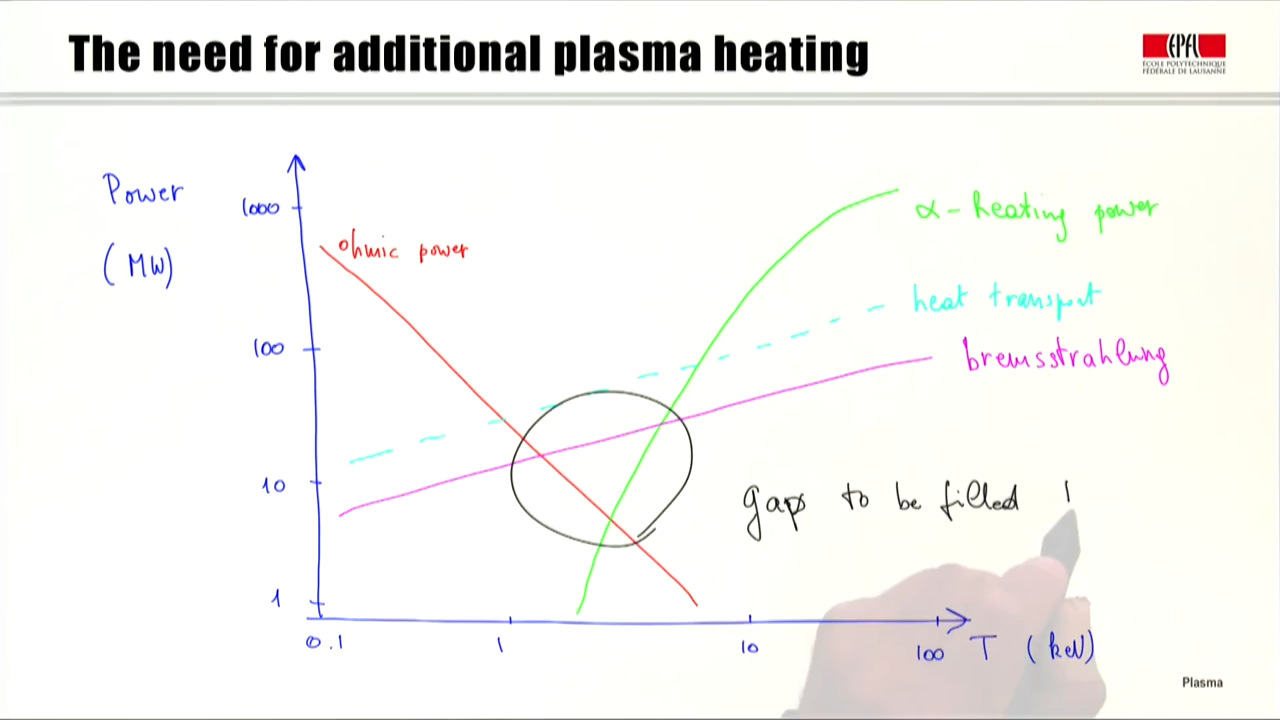 The need for additional plasma heating
EPFL
ÉCOLE POLYTECHNIQUE
FÉDÉRALE DE LAUSANNE
Power
(MW)
1000
100
10
1
ohmic power
α-heating power
heat transport
bremsstrahlung
gaps to be filled !
0.1
1
10
100
T (keV)
Plasma